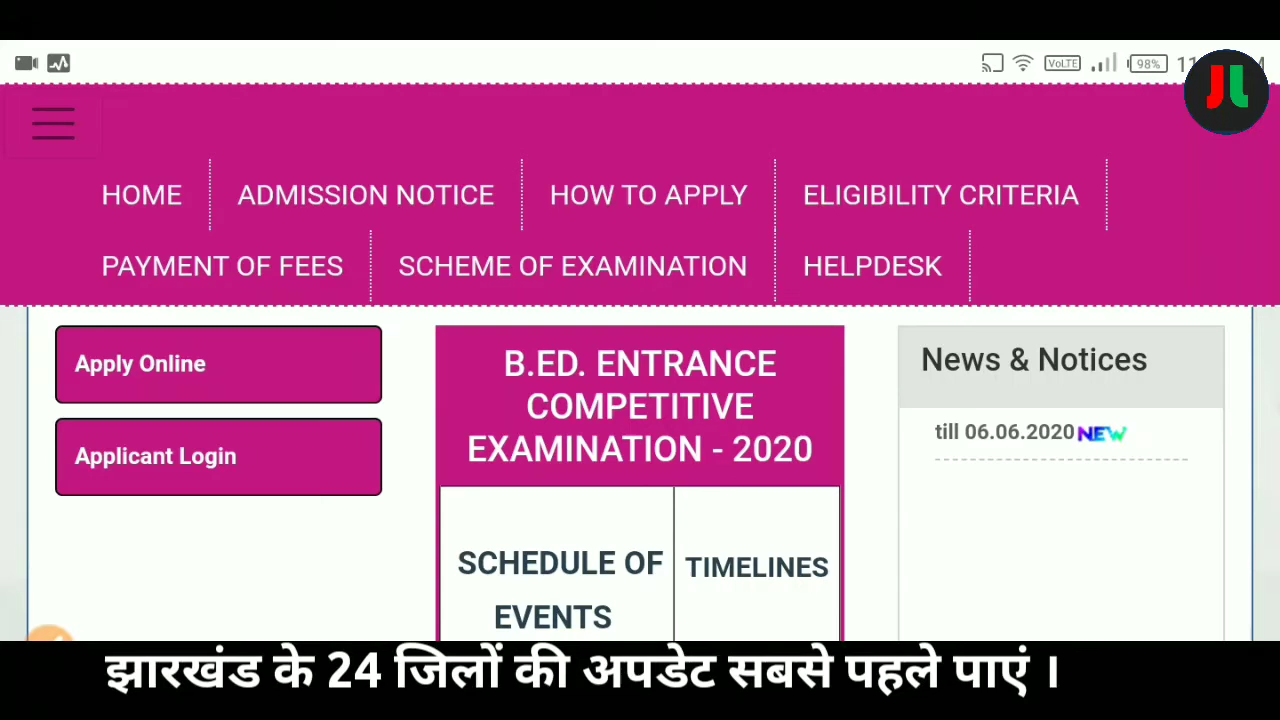 VoLTE 98%
HOME ADMISSION NOTICE HOW TO APPLY ELIGIBILITY CRITERIA
PAYMENT OF FEES SCHEME OF EXAMINATION HELPDESK
Apply Online
Applicant Login
B.ED. ENTRANCE
COMPETITIVE
EXAMINATION - 2020
SCHEDULE OF
EVENTS
TIMELINES
News & Notices
till 06.06.2020 NEW
झारखंड के 24 जिलों की अपडेट सबसे पहले पाएं ।